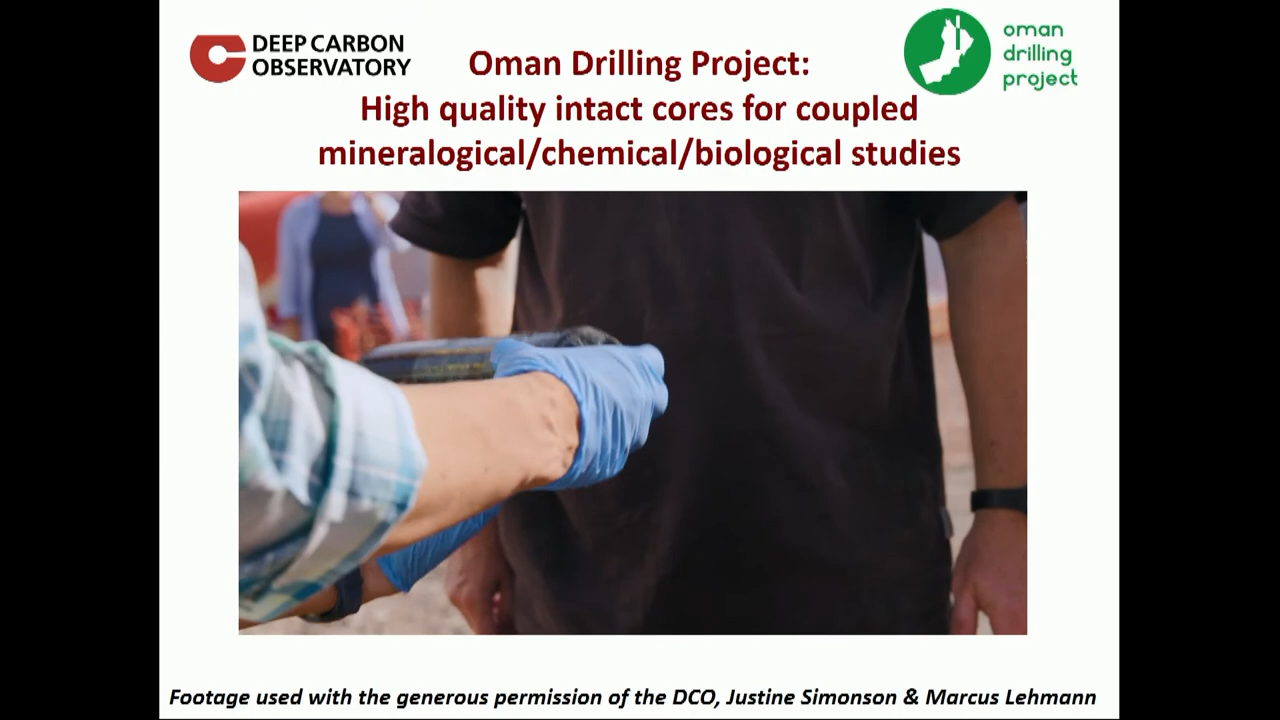 DEEP CARBON
OBSERVATORY
oman
drilling
project
Oman Drilling Project:
High quality intact cores for coupled
mineralogical/chemical/biological studies
Footage used with the generous permission of the DCO, Justine Simonson & Marcus Lehmann